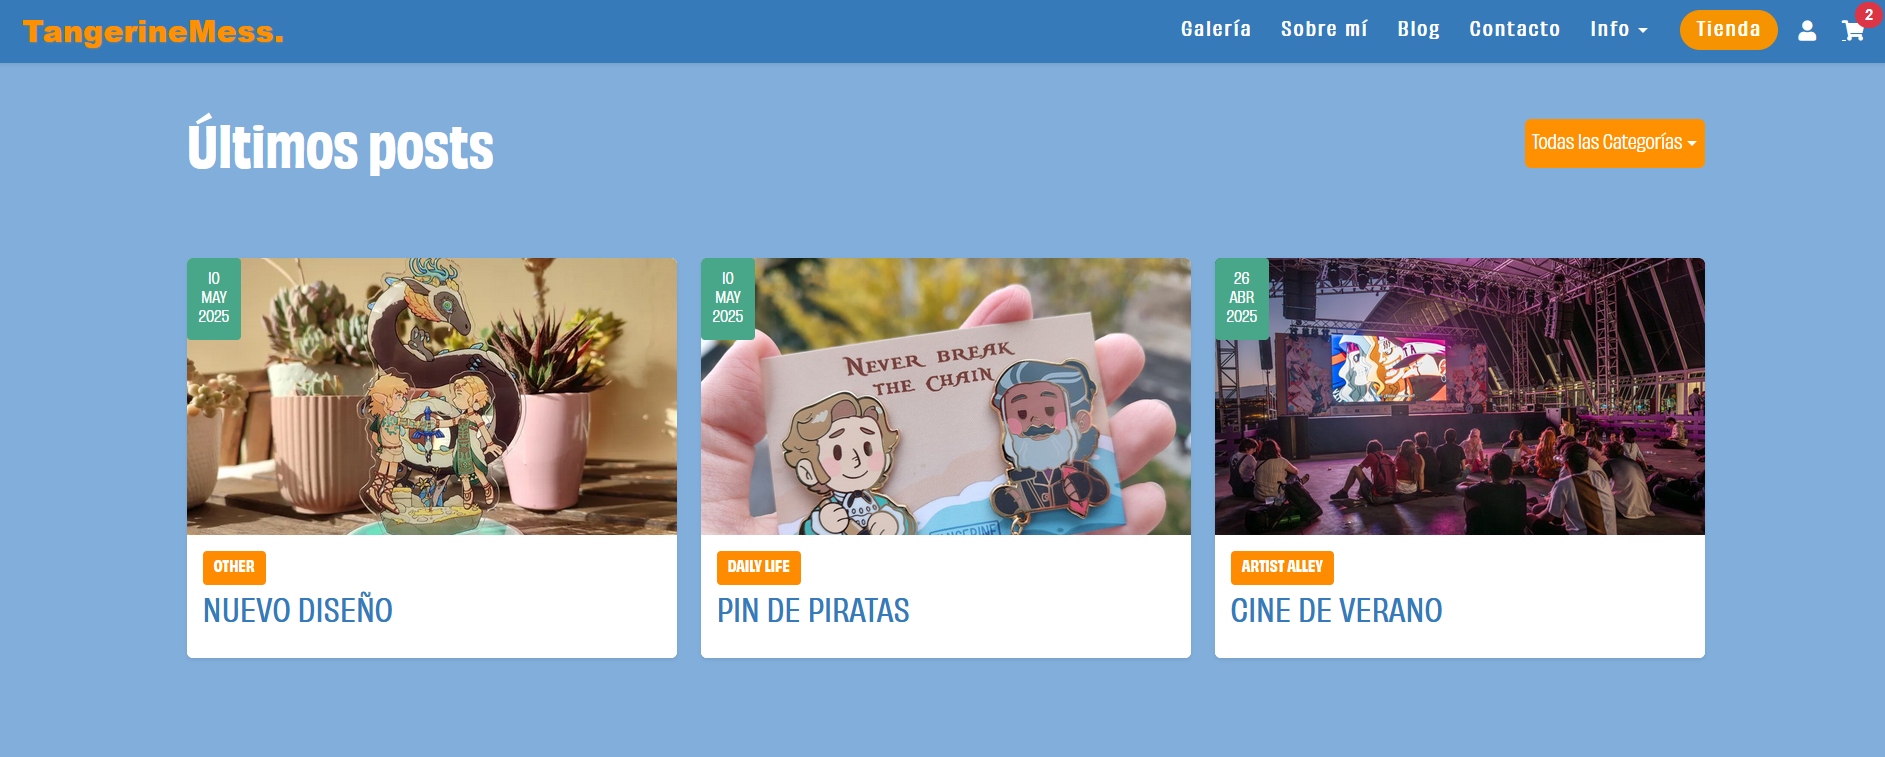 TangerineMess.
Galería Sobre mí Blog Contacto Info Tienda 2
Últimos posts
Todas las Categorías
10
MAY
2025
10
MAY
2025
NEVER BREAK
THE CHAIN
TANGERINE
26
ABR
2025
OTHER
NUEVO DISEÑO
DAILY LIFE
PIN DE PIRATAS
ARTIST ALLEY
CINE DE VERANO